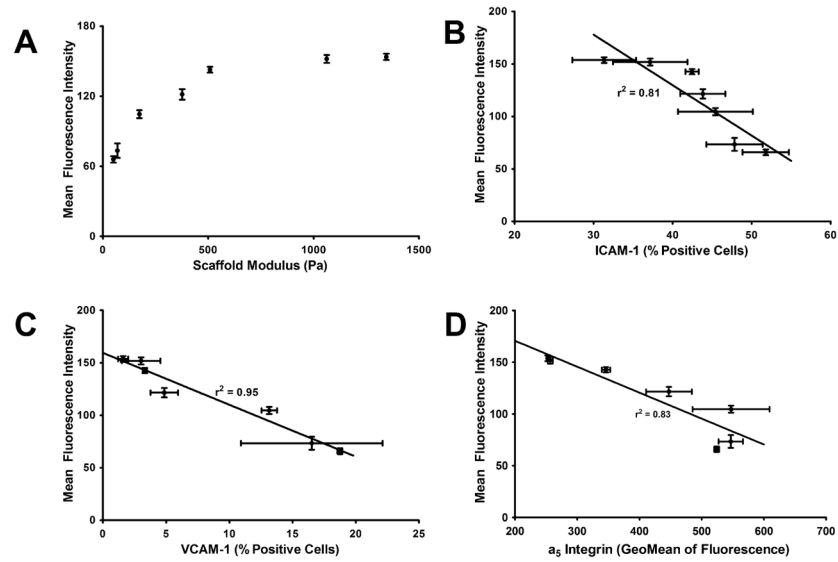 A
Mean Fluorescence Intensity
180
120
60
0
0 500 1000 1500
Scaffold Modulus (Pa)
B
Mean Fluorescence Intensity
200
150
100
50
0
r² = 0.81
20 30 40 50 60
ICAM-1 (% Positive Cells)
C
Mean Fluorescence Intensity
200
150
100
50
0
r² = 0.95
0 5 10 15 20 25
VCAM-1 (% Positive Cells)
D
Mean Fluorescence Intensity
200
150
100
50
0
r² = 0.83
200 300 400 500 600 700
a₅ Integrin (GeoMean of Fluorescence)